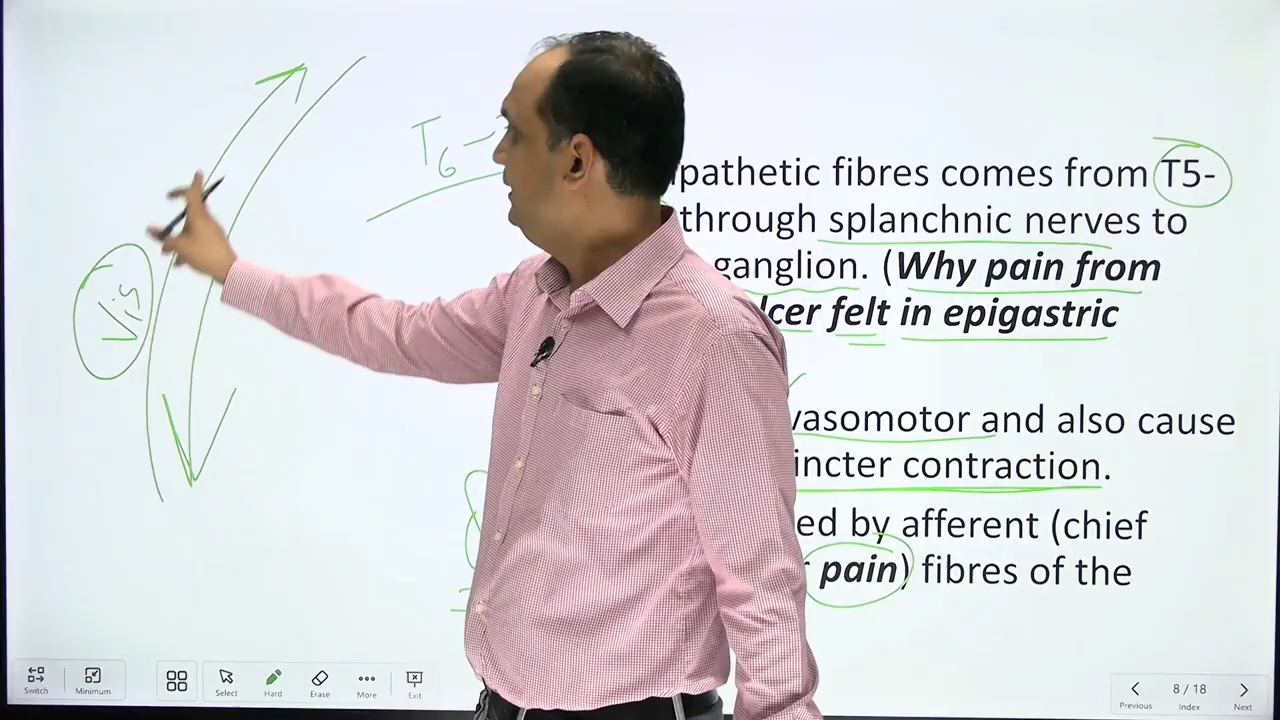 T6-
pathetic fibres comes from T5-
through splanchnic nerves to
ganglion. (Why pain from
lcer felt in epigastric
Vis
vasomotor and also cause
incter contraction.
ed by afferent (chief
pain) fibres of the
Switch Minimum Select Hard Erase More Exit
8 / 18
Previous Index Next